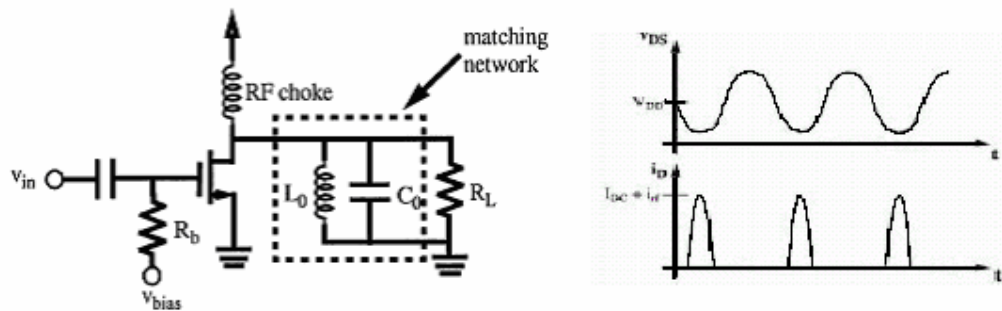 matching
network
RF choke
v_in
L_0
C_0
R_L
R_b
v_bias
v_DS
v_DD
t
i_D
I_DC + i_rf
t